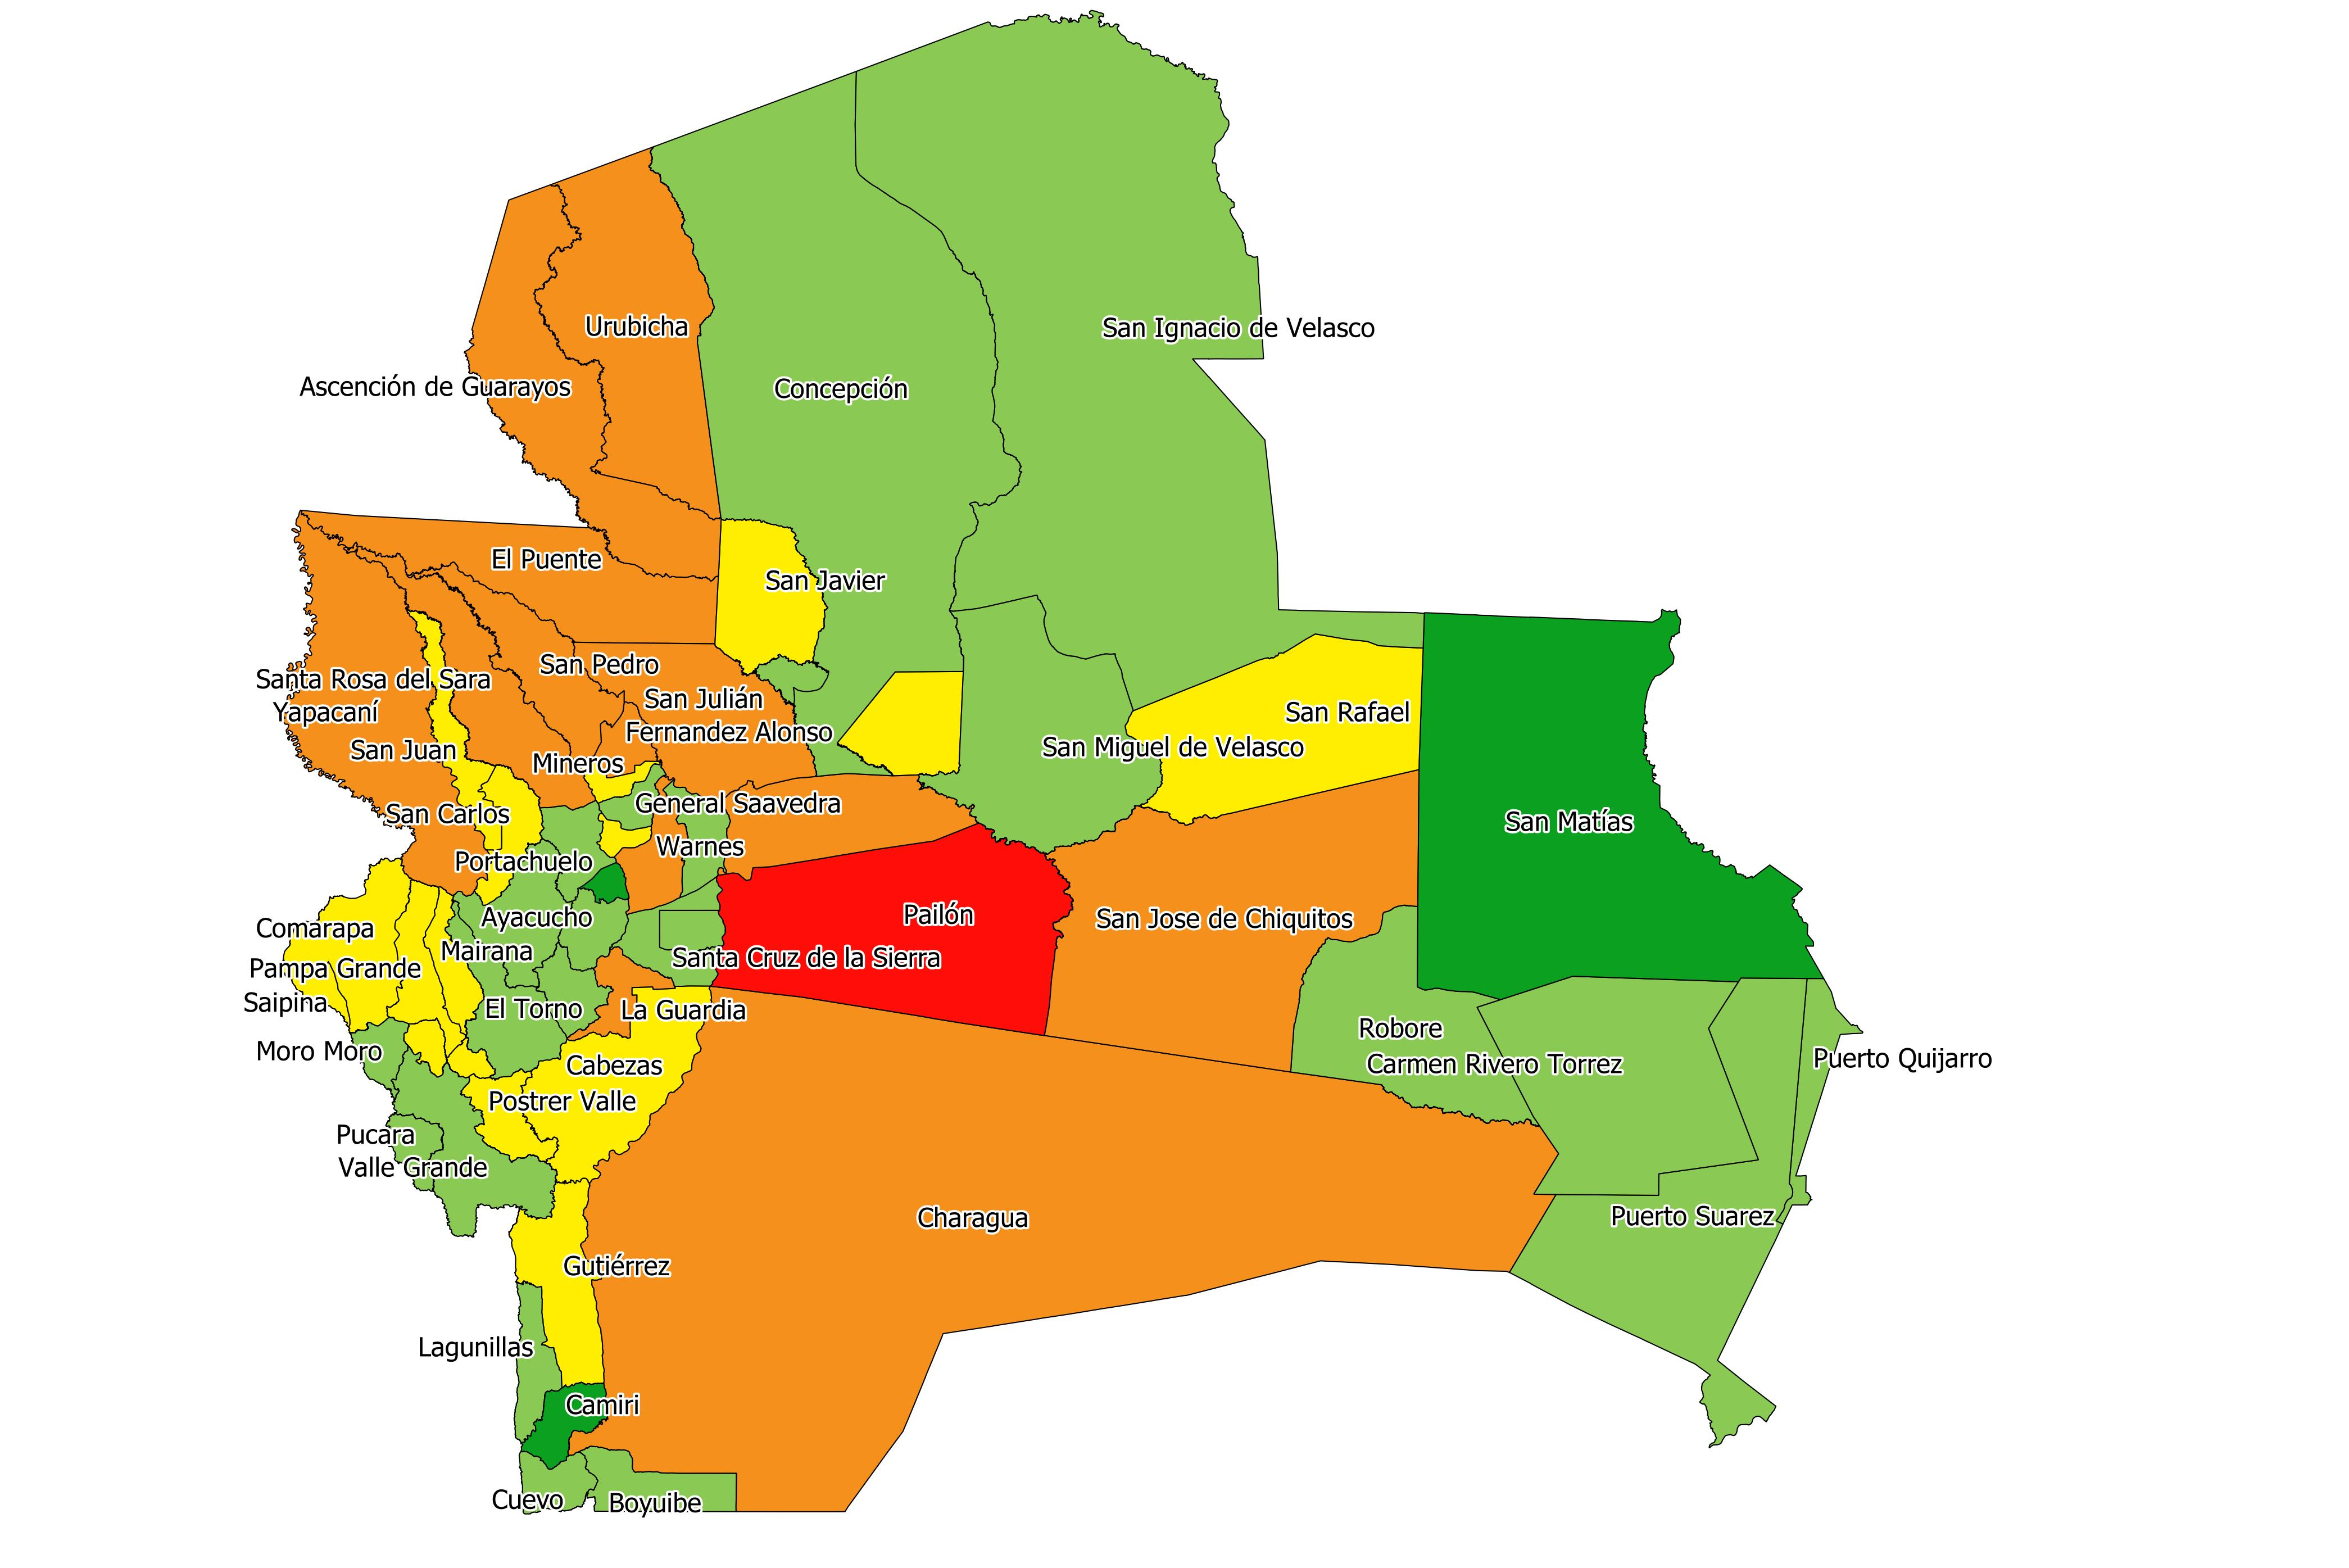 Urubicha
San Ignacio de Velasco
Ascención de Guarayos
Concepción
El Puente
San Javier
San Pedro
Santa Rosa del Sara
San Julián
Yapacaní
San Rafael
Fernandez Alonso
San Juan
San Miguel de Velasco
Mineros
General Saavedra
San Carlos
San Matías
Warnes
Portachuelo
Pailón
Ayacucho
San Jose de Chiquitos
Comarapa
Mairana
Santa Cruz de la Sierra
Pampa Grande
Saipina
El Torno
La Guardia
Robore
Moro Moro
Puerto Quijarro
Cabezas
Carmen Rivero Torrez
Postrer Valle
Pucara
Valle Grande
Charagua
Puerto Suarez
Gutiérrez
Lagunillas
Camiri
Cuevo
Boyuibe